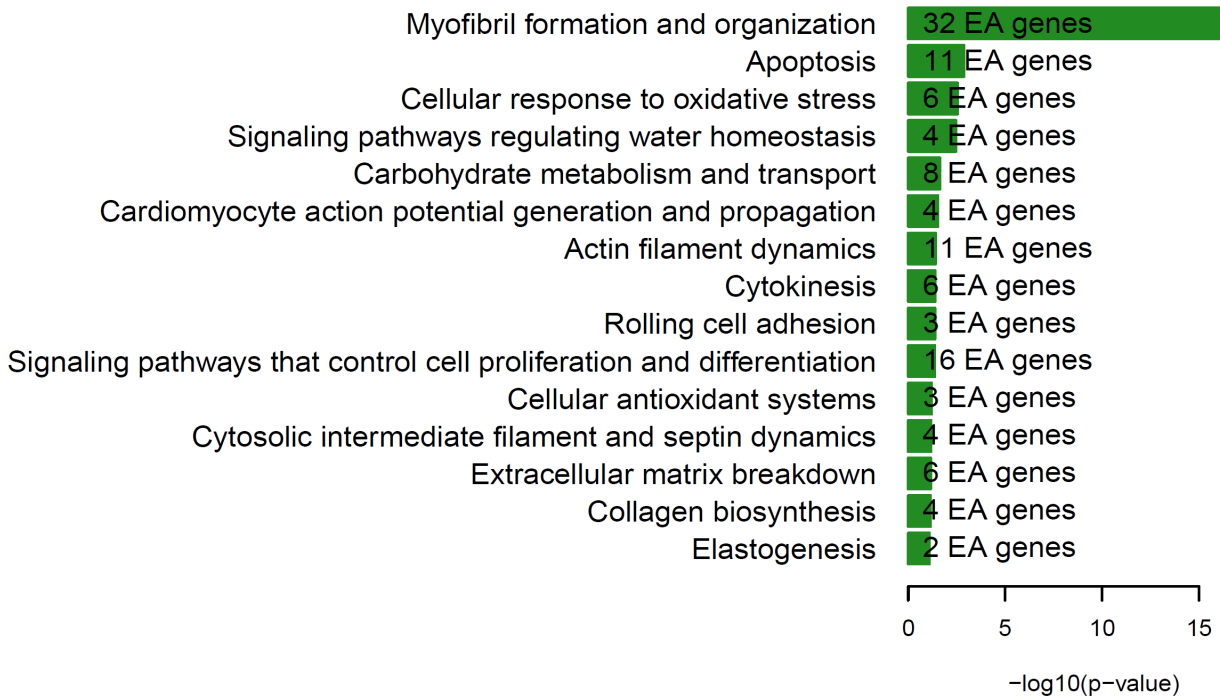 Myofibril formation and organization 32 EA genes
Apoptosis 11 EA genes
Cellular response to oxidative stress 6 EA genes
Signaling pathways regulating water homeostasis 4 EA genes
Carbohydrate metabolism and transport 8 EA genes
Cardiomyocyte action potential generation and propagation 4 EA genes
Actin filament dynamics 11 EA genes
Cytokinesis 6 EA genes
Rolling cell adhesion 3 EA genes
Signaling pathways that control cell proliferation and differentiation 16 EA genes
Cellular antioxidant systems 3 EA genes
Cytosolic intermediate filament and septin dynamics 4 EA genes
Extracellular matrix breakdown 6 EA genes
Collagen biosynthesis 4 EA genes
Elastogenesis 2 EA genes
0 5 10 15
−log10(p−value)